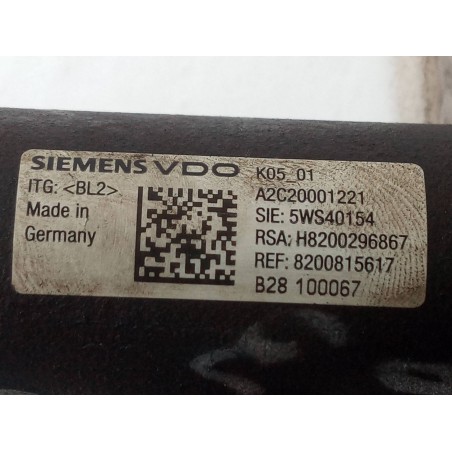 SIEMENS VDO
ITG: <BL2>
Made in
Germany
K05_01
A2C20001221
SIE: 5WS40154
RSA: H8200296867
REF: 8200815617
B28 100067